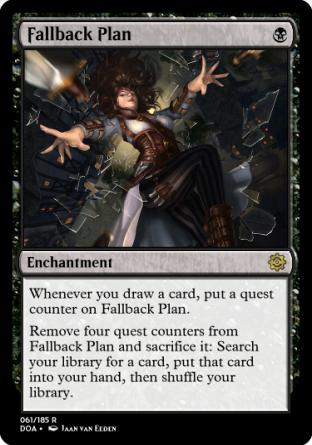 Fallback Plan
Enchantment
Whenever you draw a card, put a quest
counter on Fallback Plan.
Remove four quest counters from
Fallback Plan and sacrifice it: Search
your library for a card, put that card
into your hand, then shuffle your
library.
061/185 R
DOA • Jaan van Eeden